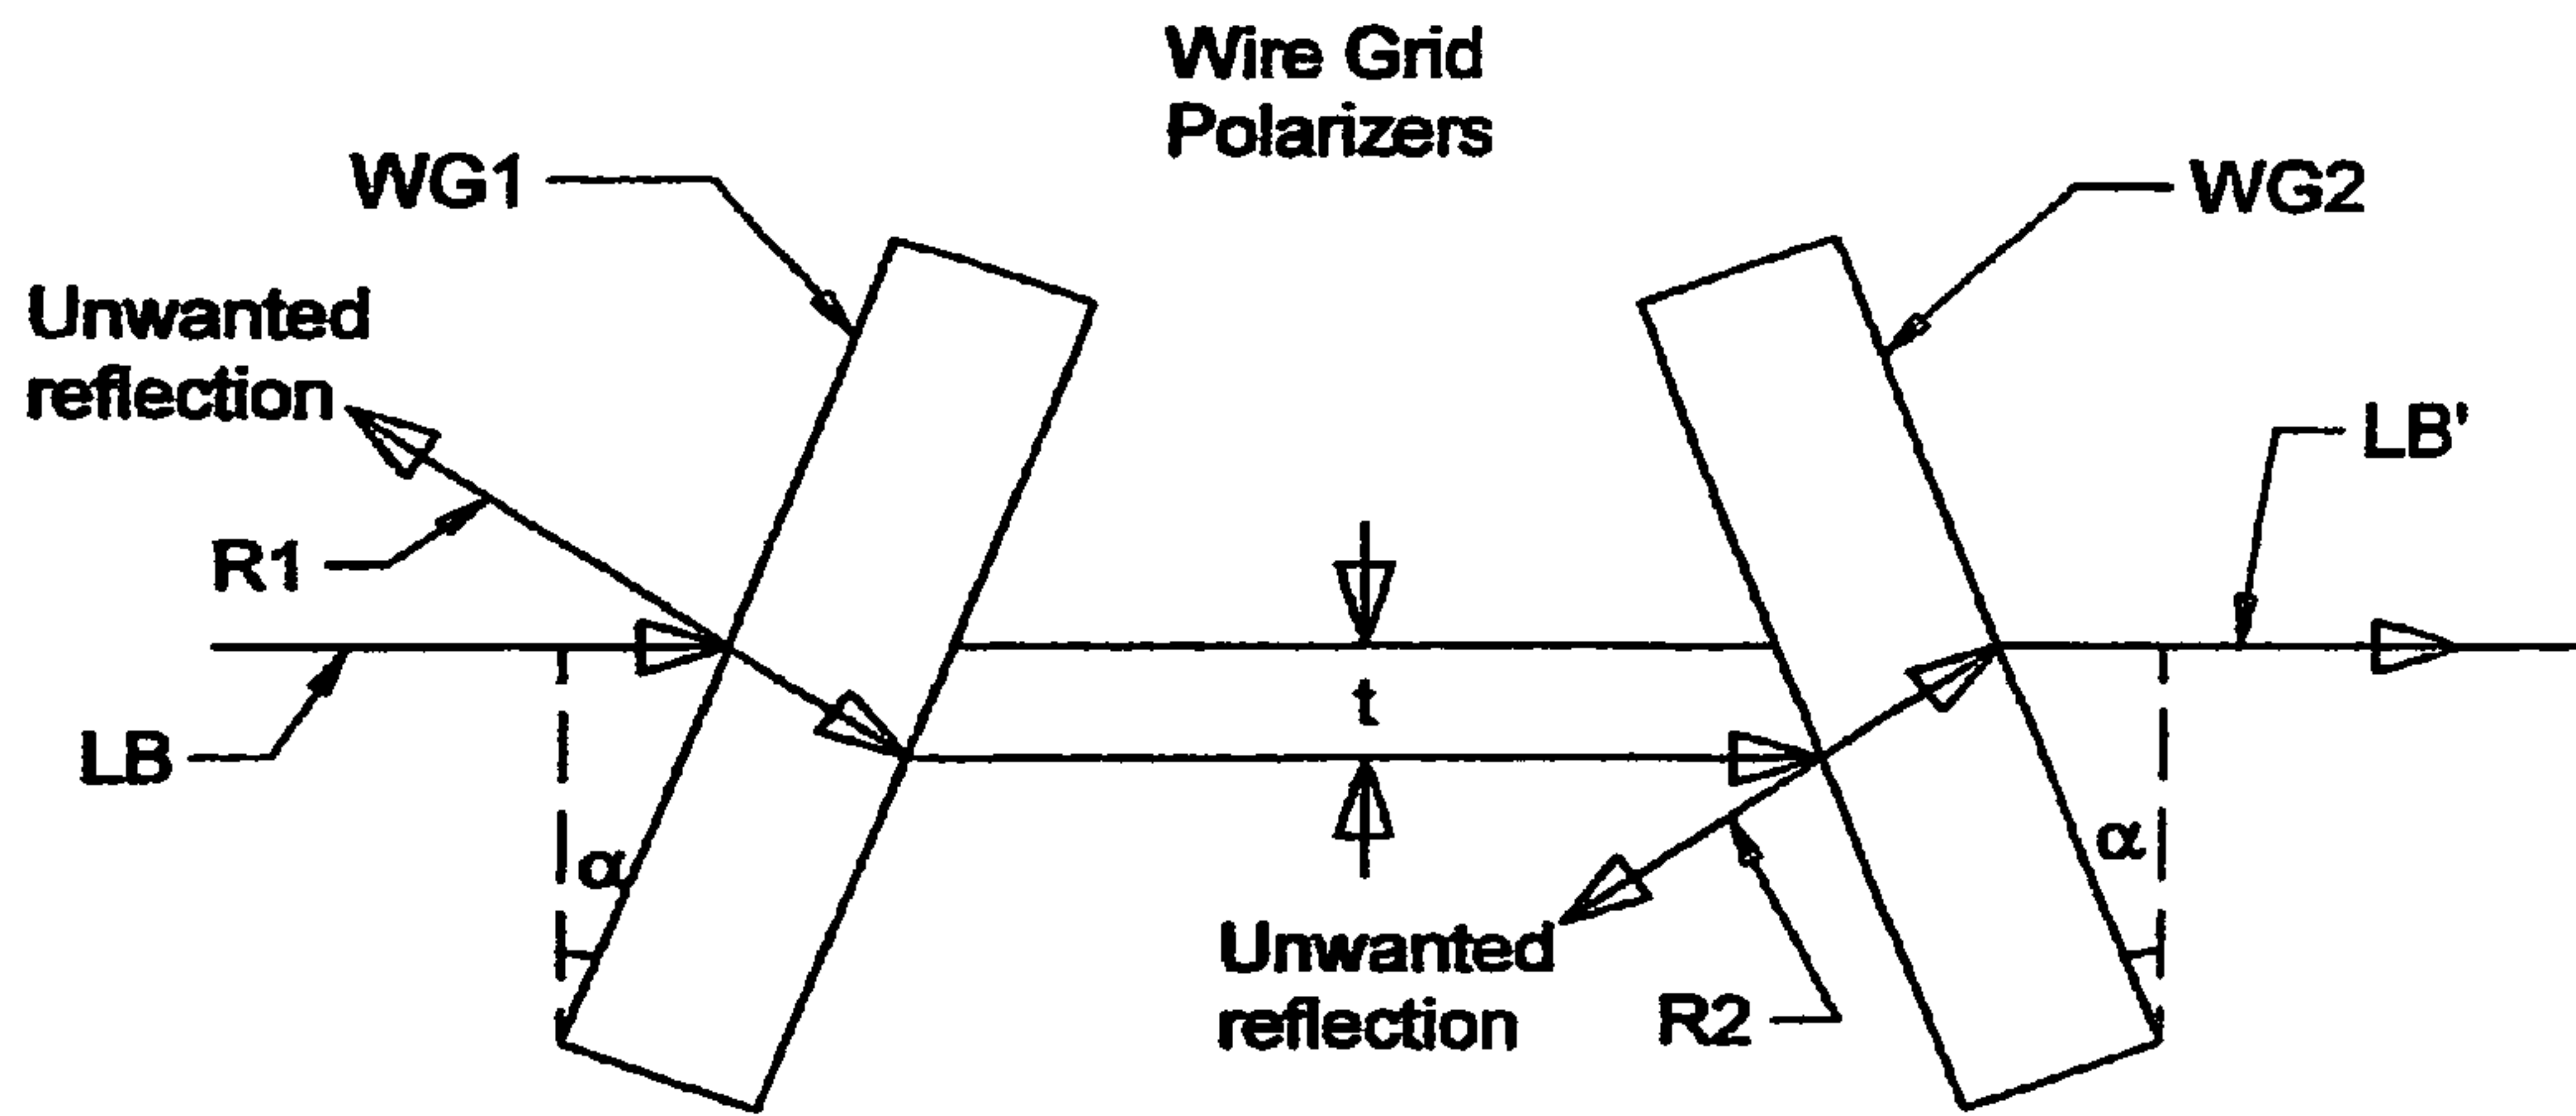 Wire Grid
Polarizers
WG1
WG2
Unwanted
reflection
LB'
R1
t
LB
α
α
Unwanted
reflection
R2